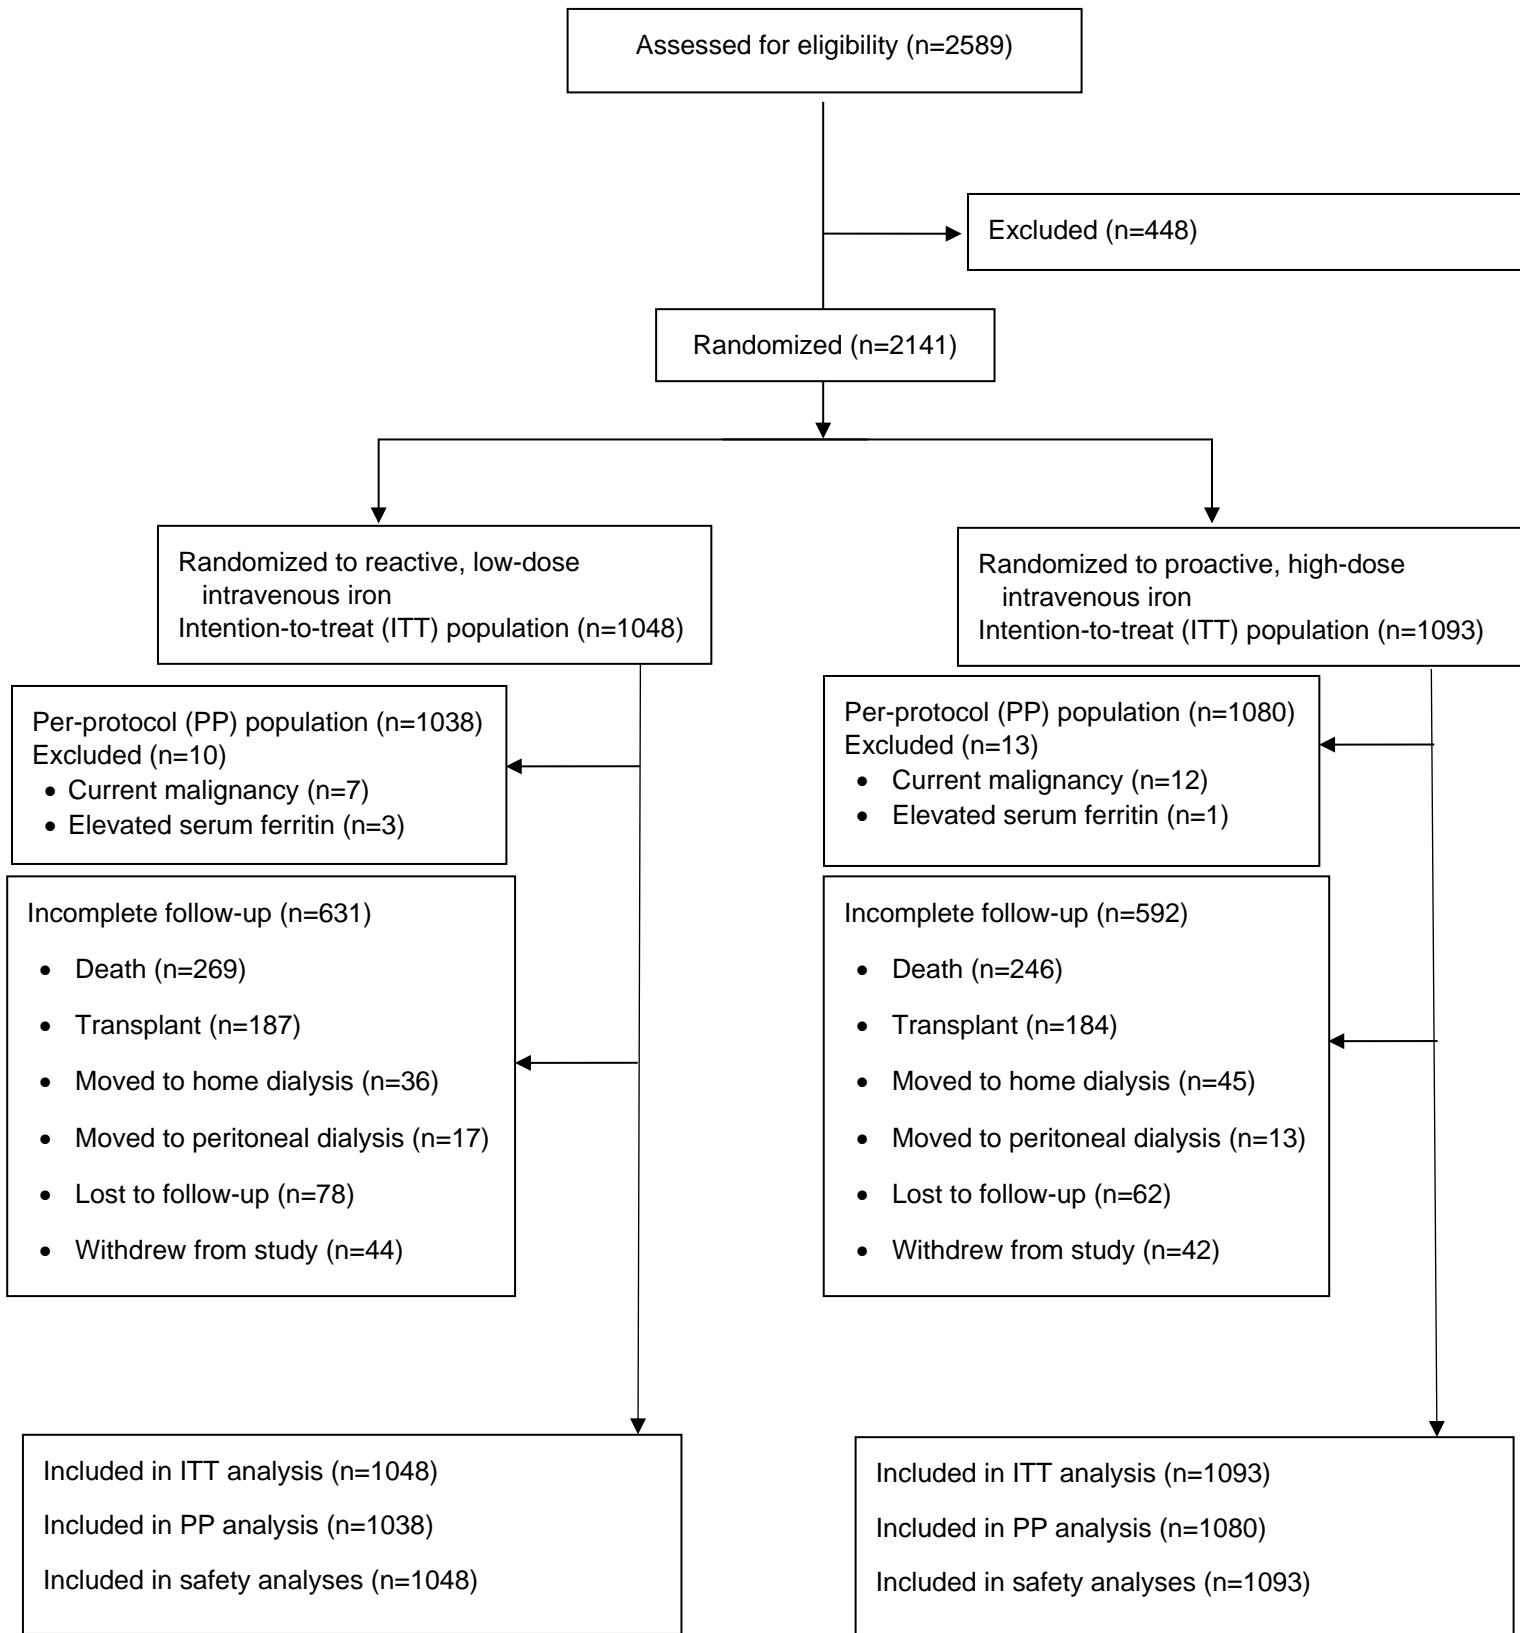 Assessed for eligibility (n=2589)
Excluded (n=448)
Randomized (n=2141)
Randomized to reactive, low-dose
intravenous iron
Intention-to-treat (ITT) population (n=1048)
Randomized to proactive, high-dose
intravenous iron
Intention-to-treat (ITT) population (n=1093)
Per-protocol (PP) population (n=1038)
Excluded (n=10)
• Current malignancy (n=7)
• Elevated serum ferritin (n=3)
Per-protocol (PP) population (n=1080)
Excluded (n=13)
• Current malignancy (n=12)
• Elevated serum ferritin (n=1)
Incomplete follow-up (n=631)
• Death (n=269)
• Transplant (n=187)
• Moved to home dialysis (n=36)
• Moved to peritoneal dialysis (n=17)
• Lost to follow-up (n=78)
• Withdrew from study (n=44)
Incomplete follow-up (n=592)
• Death (n=246)
• Transplant (n=184)
• Moved to home dialysis (n=45)
• Moved to peritoneal dialysis (n=13)
• Lost to follow-up (n=62)
• Withdrew from study (n=42)
Included in ITT analysis (n=1048)
Included in PP analysis (n=1038)
Included in safety analyses (n=1048)
Included in ITT analysis (n=1093)
Included in PP analysis (n=1080)
Included in safety analyses (n=1093)